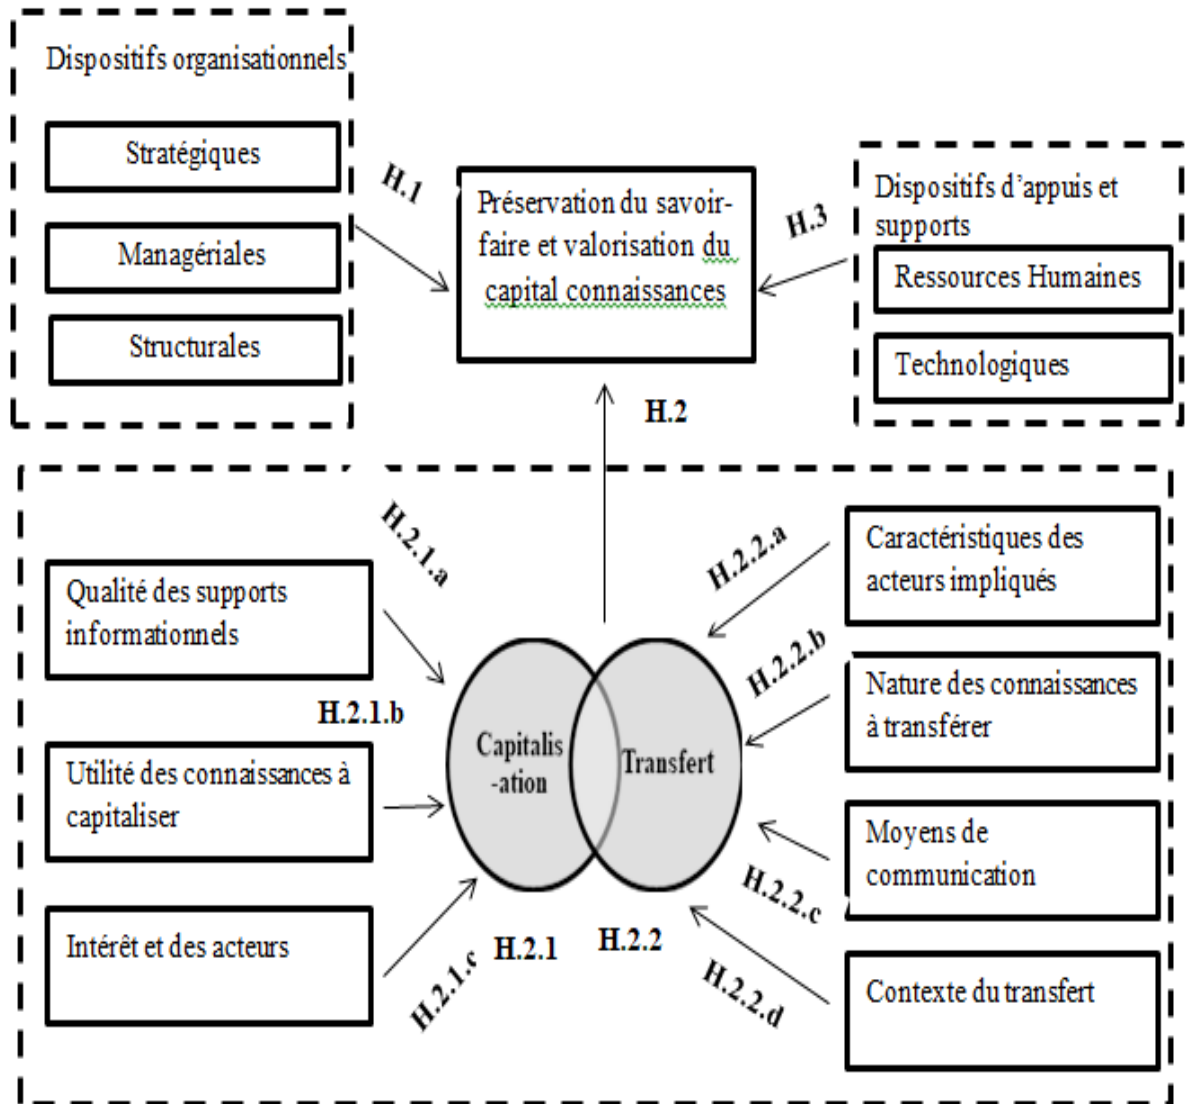 Dispositifs organisationnels
Stratégiques
Managériales
Structurales
H.1
Préservation du savoir-
faire et valorisation du
capital connaissances
H.3
Dispositifs d'appuis et
supports
Ressources Humaines
Technologiques
H.2
H.2.1.a
Qualité des supports
informationnels
H.2.1.b
Utilité des connaissances à
capitaliser
Intérêt et des acteurs
H.2.1.c
Capitalis
-ation
Transfert
H.2.1
H.2.2
H.2.2.a
Caractéristiques des
acteurs impliqués
H.2.2.b
Nature des connaissances
à transférer
Moyens de
communication
H.2.2.c
Contexte du transfert
H.2.2.d